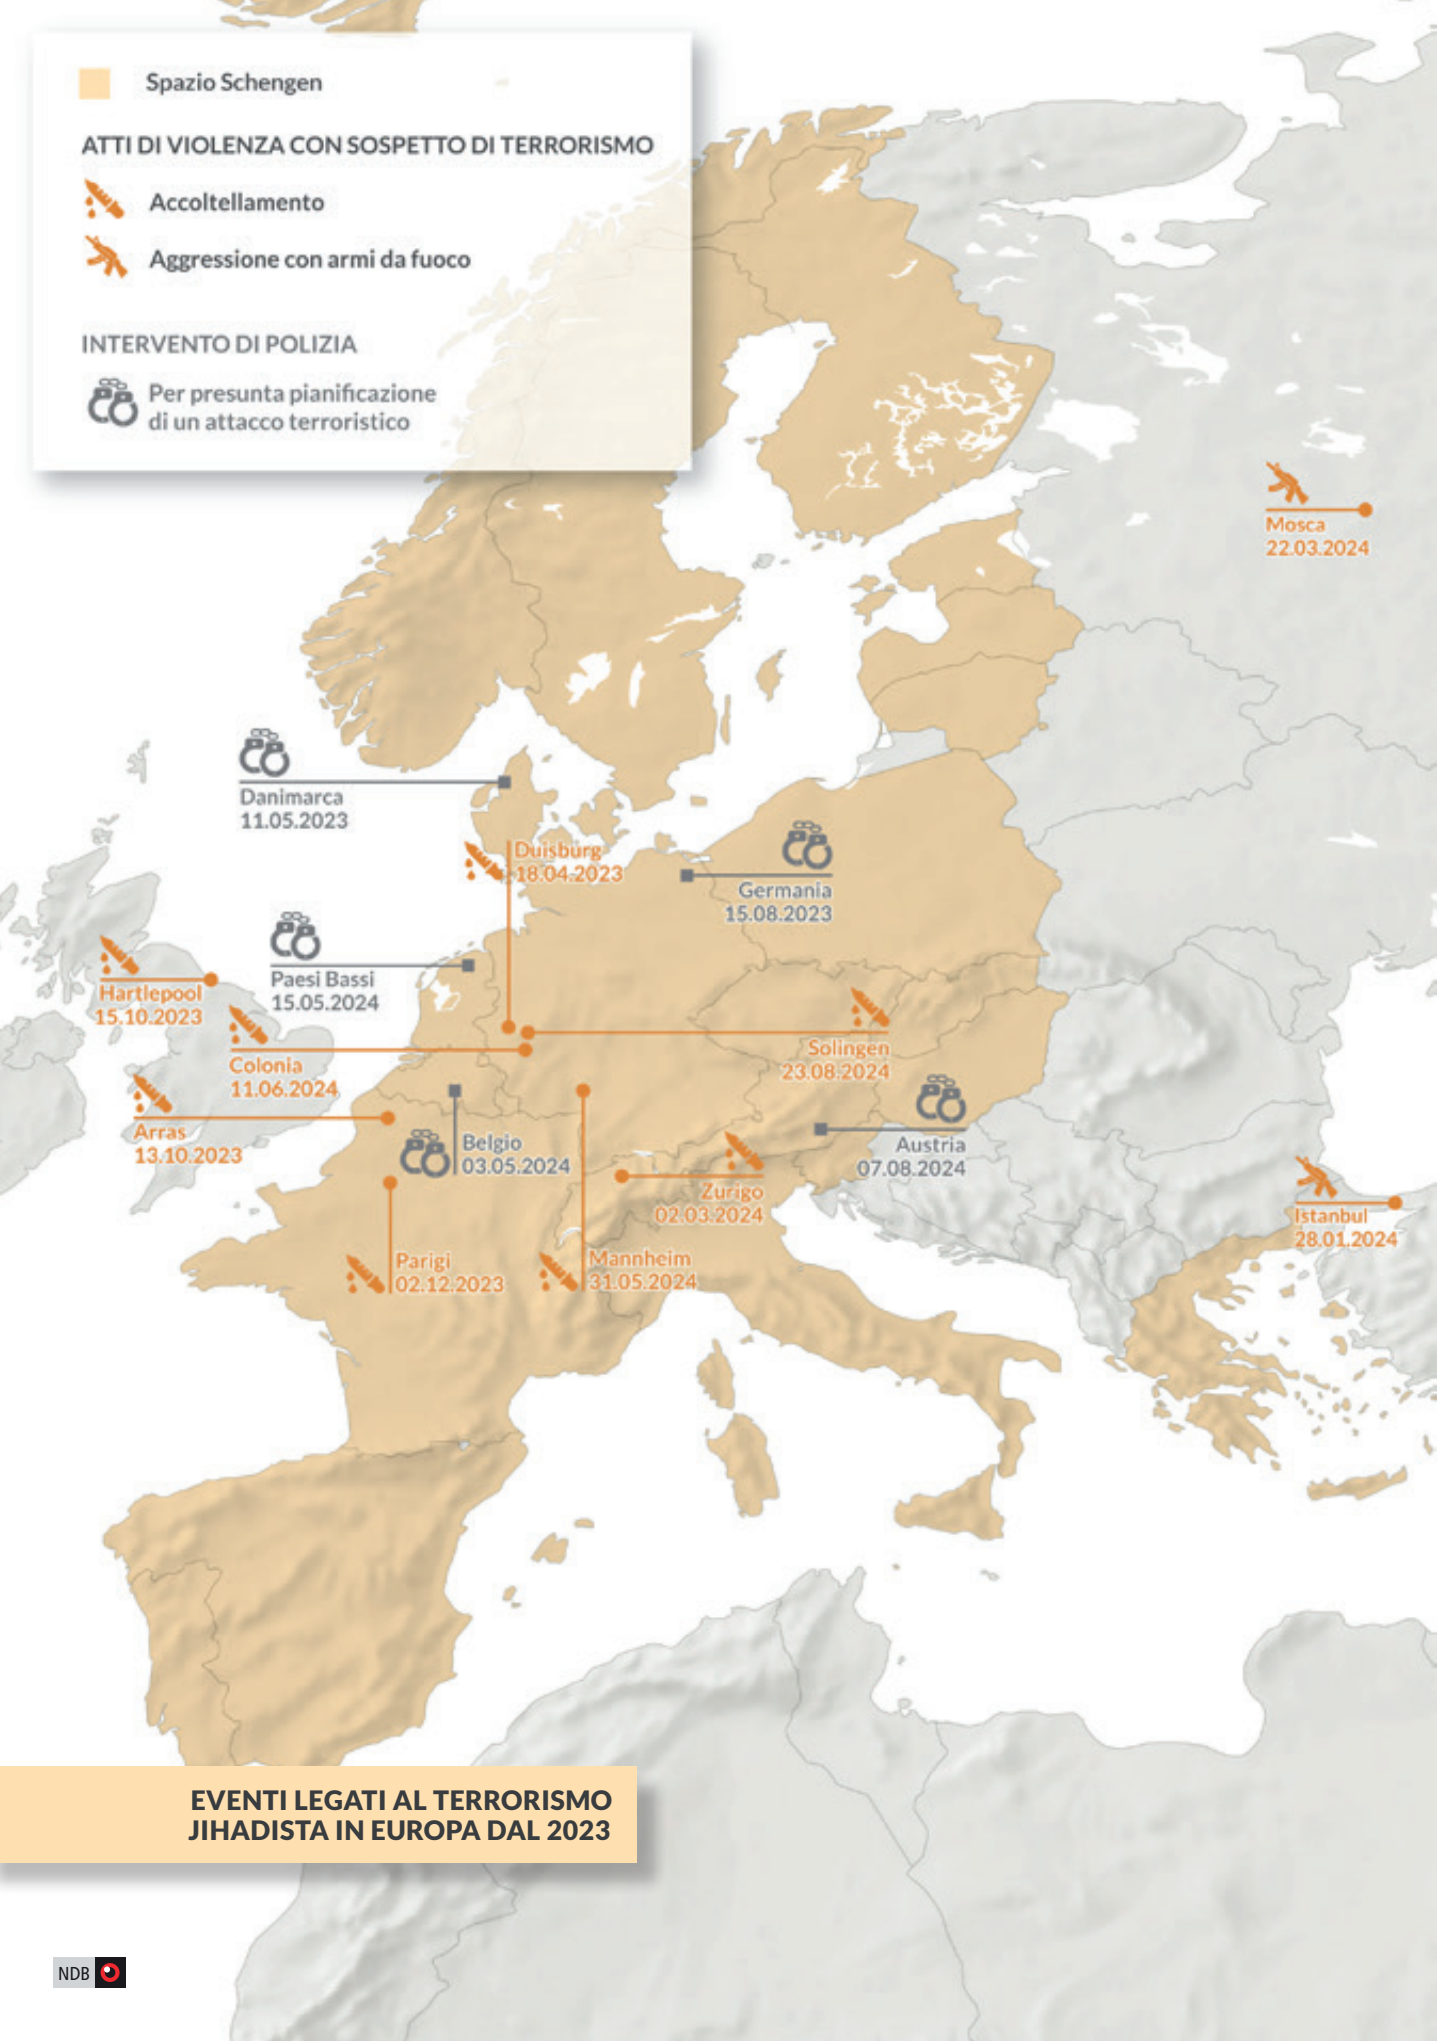 Spazio Schengen
ATTI DI VIOLENZA CON SOSPETTO DI TERRORISMO
Accoltellamento
Aggressione con armi da fuoco
INTERVENTO DI POLIZIA
Per presunta pianificazione
di un attacco terroristico
Mosca
22.03.2024
Danimarca
11.05.2023
Duisburg
18.04.2023
Germania
15.08.2023
Paesi Bassi
15.05.2024
Hartlepool
15.10.2023
Solingen
23.08.2024
Colonia
11.06.2024
Arras
13.10.2023
Belgio
03.05.2024
Austria
07.08.2024
Zurigo
02.03.2024
Istanbul
28.01.2024
Parigi
02.12.2023
Mannheim
31.05.2024
EVENTI LEGATI AL TERRORISMO
JIHADISTA IN EUROPA DAL 2023
NDB